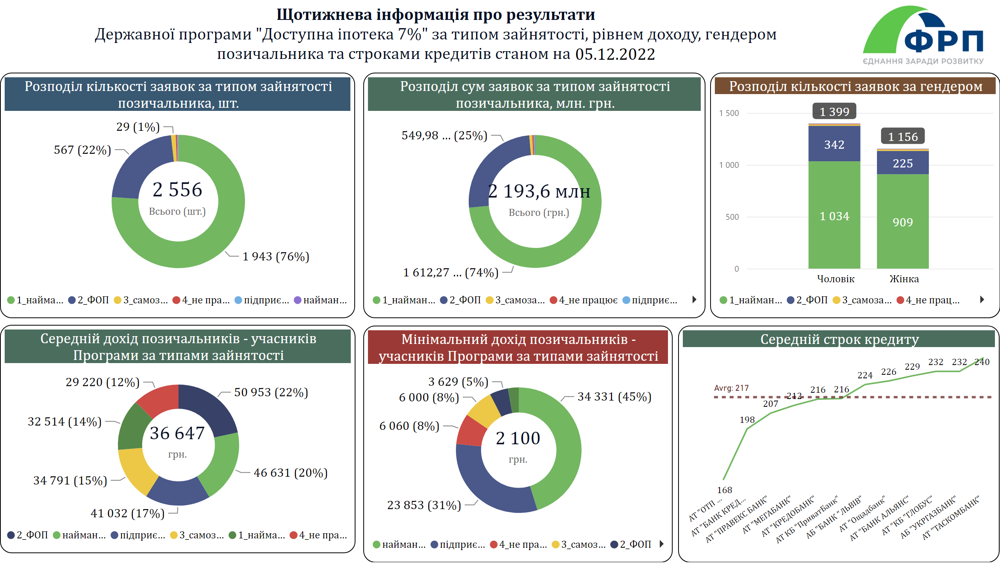 Щотижнева інформація про результати
Державної програми "Доступна іпотека 7%" за типом зайнятості, рівнем доходу, гендером
позичальника та строками кредитів станом на 05.12.2022
ФРП
ЄДНАННЯ ЗАРАДИ РОЗВИТКУ
Розподіл кількості заявок за типом зайнятості
позичальника, шт.
29 (1%)
567 (22%)
2 556
Всього (шт.)
1 943 (76%)
1_найма... 2_ФОП 3_самоз... 4_не пра... підприє... найман...
Розподіл сум заявок за типом зайнятості
позичальника, млн. грн.
549,98 ... (25%)
2 193,6 млн
Всього (грн.)
1 612,27 ... (74%)
1_найман... 2_ФОП 3_самоза... 4_не працює підприє...
Розподіл кількості заявок за гендером
1 500
1 000
500
0
1 399
342
1 034
1 156
225
909
Чоловік Жінка
1_найман... 2_ФОП 3_самоза... 4_не прац...
Середній дохід позичальників - учасників
Програми за типами зайнятості
29 220 (12%)
50 953 (22%)
32 514 (14%)
36 647
грн.
34 791 (15%)
46 631 (20%)
41 032 (17%)
2_ФОП найман... підприє... 3_самоз... 1_найма... 4_не пра...
Мінімальний дохід позичальників -
учасників Програми за типами зайнятості
3 629 (5%)
6 000 (8%)
34 331 (45%)
6 060 (8%)
2 100
грн.
23 853 (31%)
найман... підприє... 4_не пра... 3_самоз... 2_ФОП
Середній строк кредиту
Avrg: 217
168
198
207
212
216
216
224
226
229
232
232
240
АТ "ОТП ...
АТ "БАНК КРЕД...
АТ "ПРАВЕКС БАНК"
АТ "МЕГАБАНК"
АТ "КРЕДОБАНК"
АТ КБ "ПриватБанк"
АБ "БАНК "ЛЬВІВ"
АТ "Ощадбанк"
АТ "БАНК АЛЬЯНС"
АТ "КБ "ГЛОБУС"
АБ "УКРГАЗБАНК"
АТ "ТАСКОМБАНК"